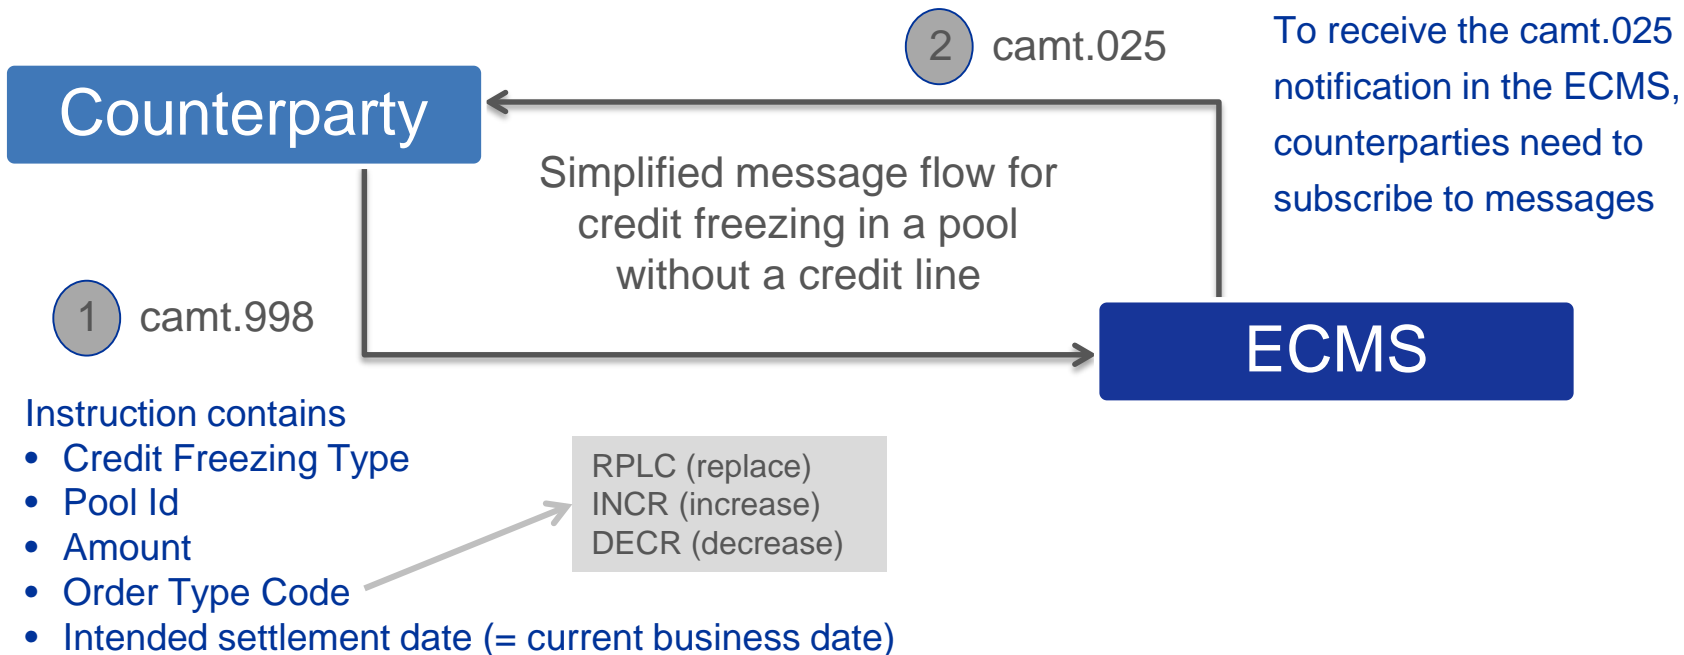 2 camt.025
To receive the camt.025
notification in the ECMS,
counterparties need to
subscribe to messages
Counterparty
Simplified message flow for
credit freezing in a pool
without a credit line
1 camt.998
ECMS
Instruction contains
• Credit Freezing Type
• Pool Id
• Amount
• Order Type Code
• Intended settlement date (= current business date)
RPLC (replace)
INCR (increase)
DECR (decrease)